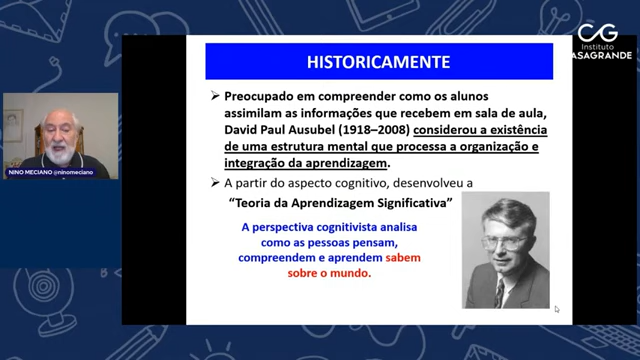 CG
Instituto
ASAGRANDE
HISTORICAMENTE
➢ Preocupado em compreender como os alunos
assimilam as informações que recebem em sala de aula,
David Paul Ausubel (1918–2008) considerou a existência
de uma estrutura mental que processa a organização e
integração da aprendizagem.
➢ A partir do aspecto cognitivo, desenvolveu a
“Teoria da Aprendizagem Significativa”
A perspectiva cognitivista analisa
como as pessoas pensam,
compreendem e aprendem sabem
sobre o mundo.
NINO MECIANO @ninomeciano